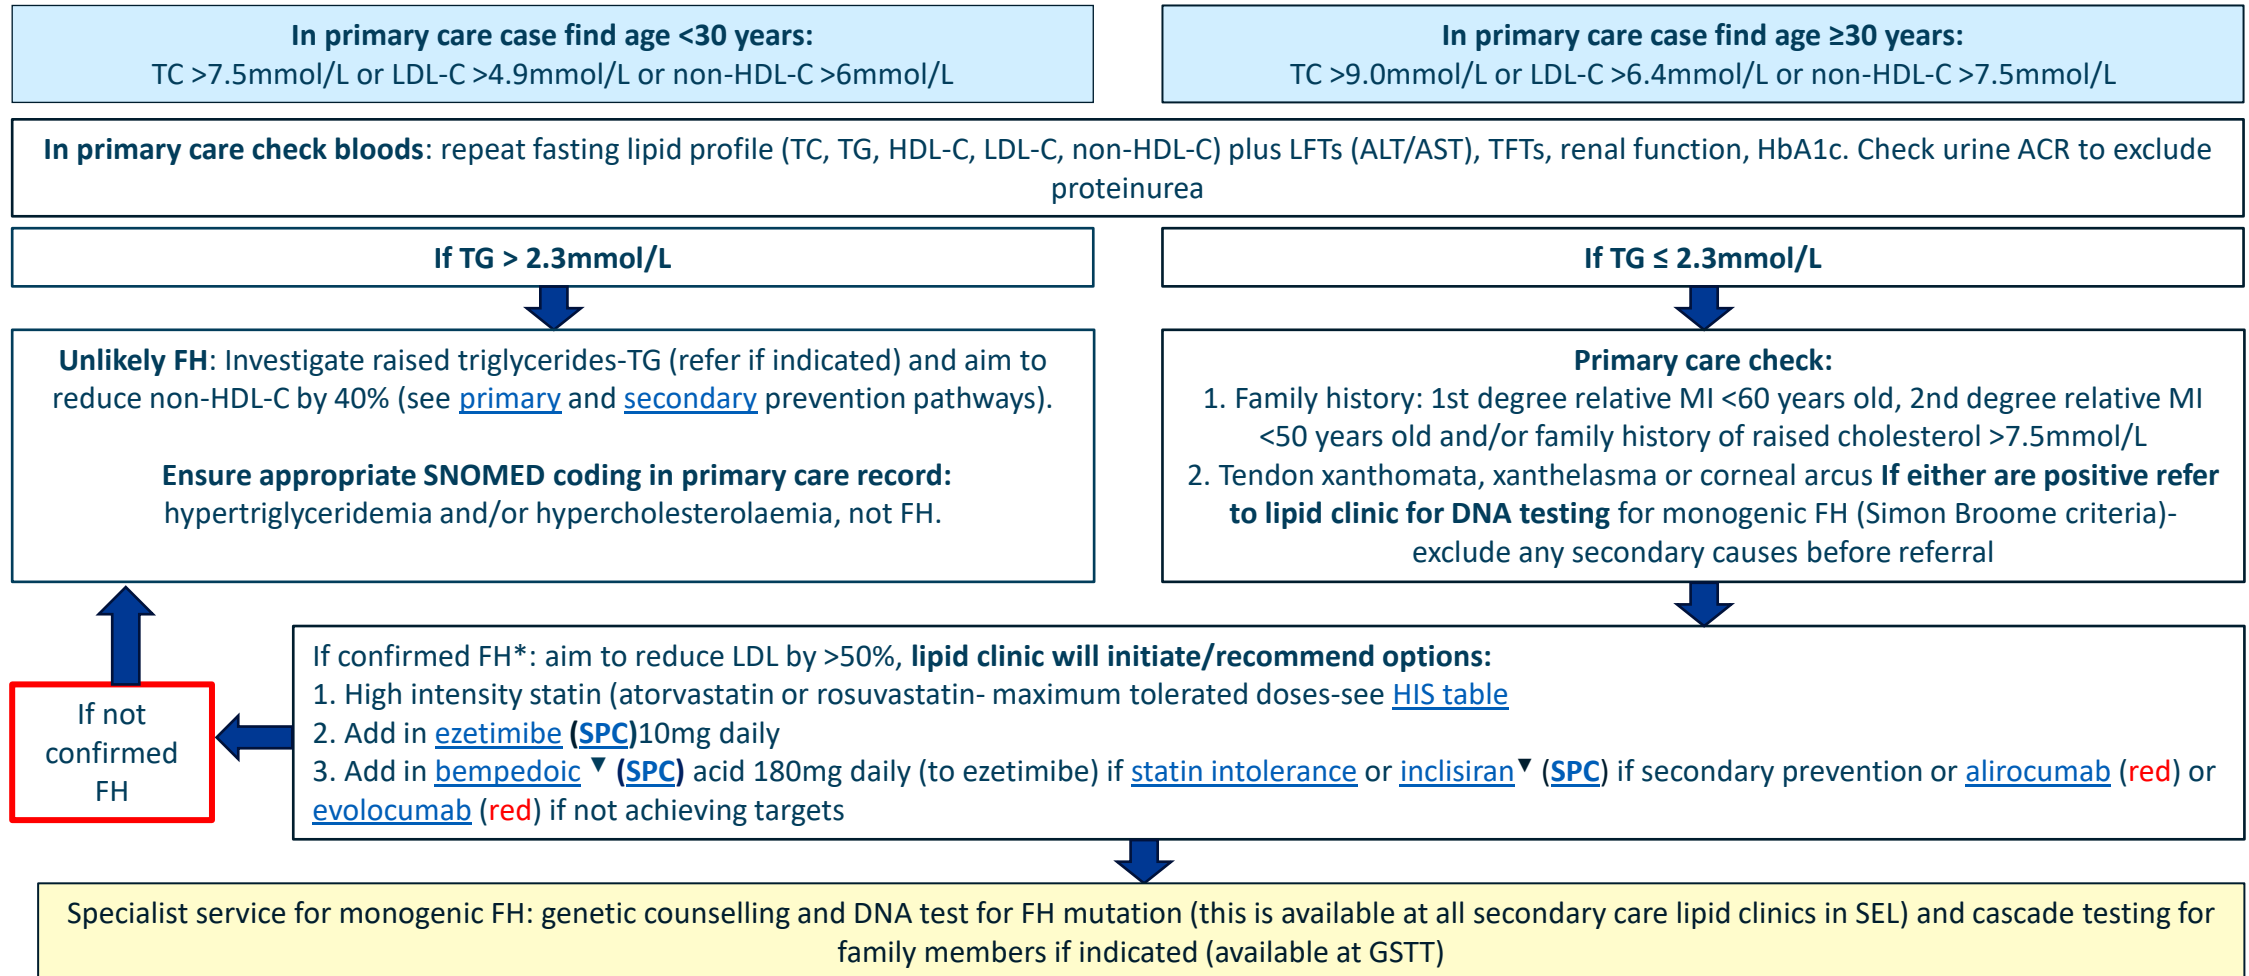 In primary care case find age <30 years:
TC >7.5mmol/L or LDL-C >4.9mmol/L or non-HDL-C >6mmol/L
In primary care case find age ≥30 years:
TC >9.0mmol/L or LDL-C >6.4mmol/L or non-HDL-C >7.5mmol/L
In primary care check bloods: repeat fasting lipid profile (TC, TG, HDL-C, LDL-C, non-HDL-C) plus LFTs (ALT/AST), TFTs, renal function, HbA1c. Check urine ACR to exclude
proteinurea
If TG > 2.3mmol/L
If TG ≤ 2.3mmol/L
Unlikely FH: Investigate raised triglycerides-TG (refer if indicated) and aim to
reduce non-HDL-C by 40% (see primary and secondary prevention pathways).
Ensure appropriate SNOMED coding in primary care record:
hypertriglyceridemia and/or hypercholesterolaemia, not FH.
Primary care check:
1. Family history: 1st degree relative MI <60 years old, 2nd degree relative MI
<50 years old and/or family history of raised cholesterol >7.5mmol/L
2. Tendon xanthomata, xanthelasma or corneal arcus If either are positive refer
to lipid clinic for DNA testing for monogenic FH (Simon Broome criteria)-
exclude any secondary causes before referral
If not
confirmed
FH
If confirmed FH*: aim to reduce LDL by >50%, lipid clinic will initiate/recommend options:
1. High intensity statin (atorvastatin or rosuvastatin- maximum tolerated doses-see HIS table
2. Add in ezetimibe (SPC)10mg daily
3. Add in bempedoic ▼ (SPC) acid 180mg daily (to ezetimibe) if statin intolerance or inclisiran▼ (SPC) if secondary prevention or alirocumab (red) or
evolocumab (red) if not achieving targets
Specialist service for monogenic FH: genetic counselling and DNA test for FH mutation (this is available at all secondary care lipid clinics in SEL) and cascade testing for
family members if indicated (available at GSTT)